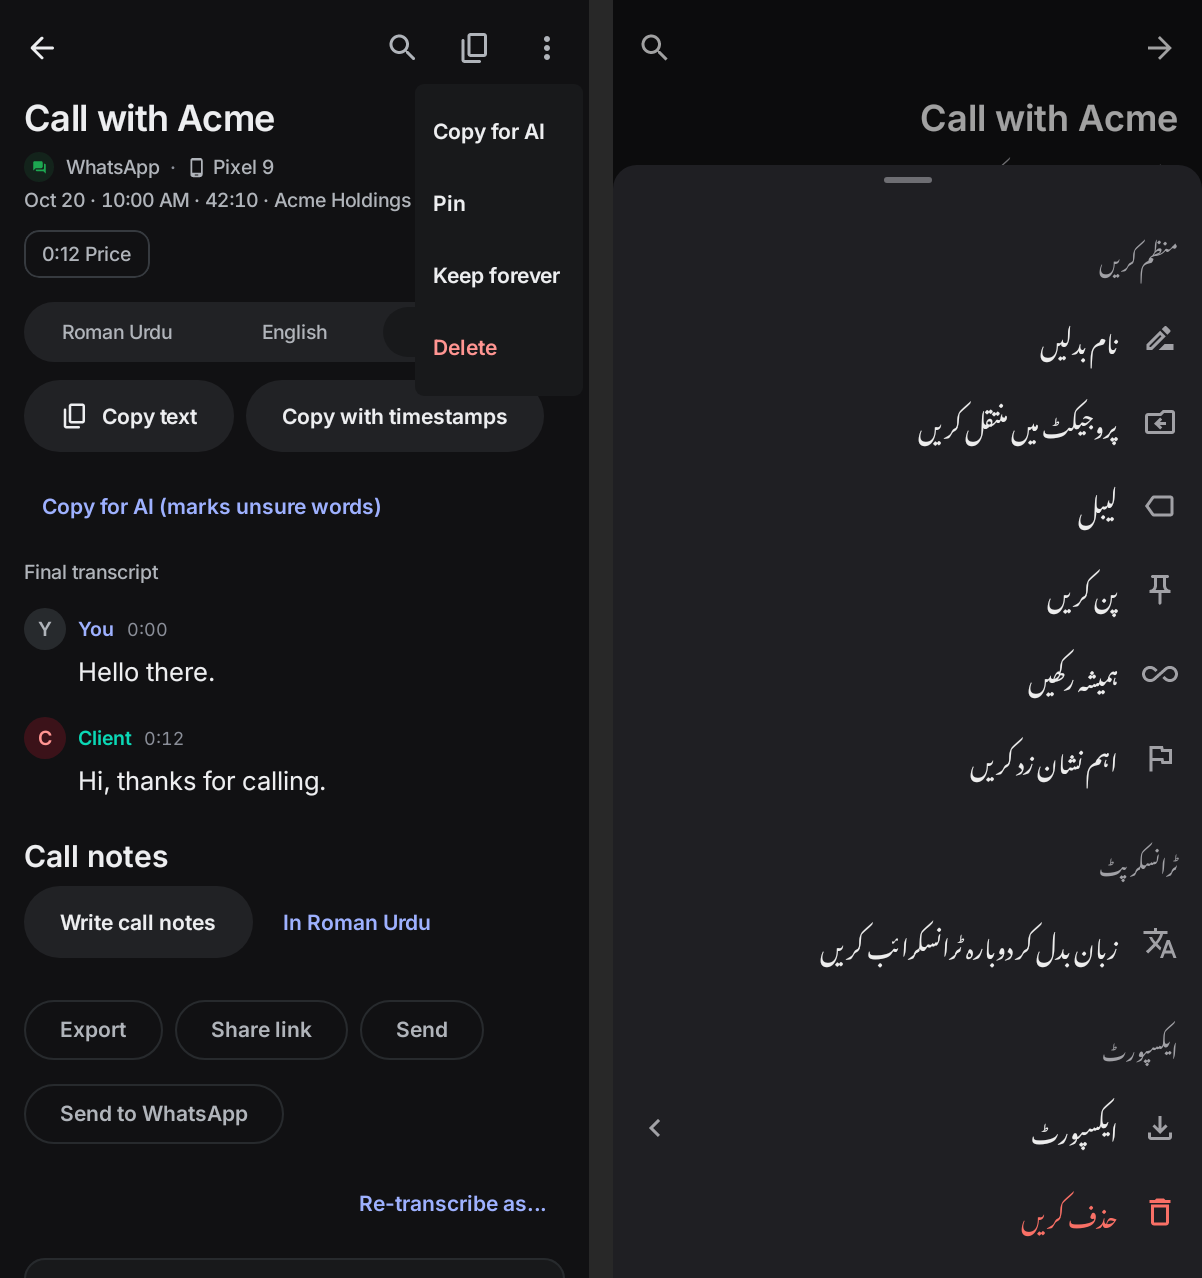 Call with Acme
WhatsApp · Pixel 9
Oct 20 · 10:00 AM · 42:10 · Acme Holdings
0:12 Price
Roman Urdu English
Copy text Copy with timestamps
Copy for AI (marks unsure words)
Final transcript
Y You 0:00
Hello there.
C Client 0:12
Hi, thanks for calling.
Call notes
Write call notes In Roman Urdu
Export Share link Send
Send to WhatsApp
Re-transcribe as...
Copy for AI
Pin
Keep forever
Delete
Call with Acme
منظم کریں
نام بدلیں
پروجیکٹ میں منتقل کریں
لیبل
پن کریں
ہمیشہ رکھیں
اہم نشان زد کریں
ٹرانسکرپٹ
زبان بدل کر دوبارہ ٹرانسکرائب کریں
ایکسپورٹ
ایکسپورٹ
حذف کریں